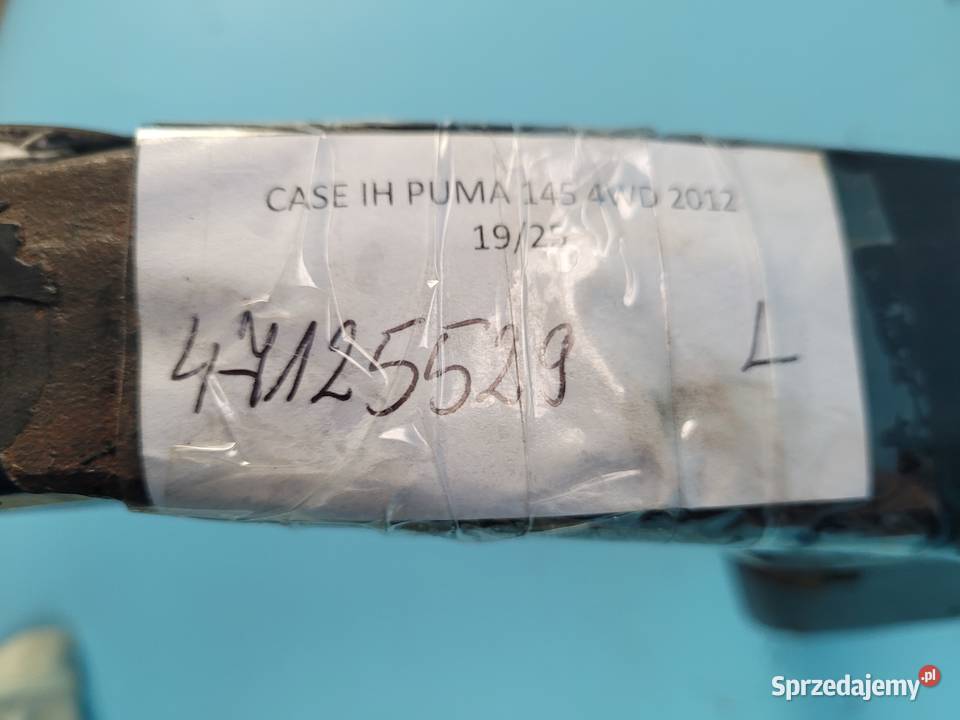 CASE IH PUMA 145 4WD 2012
19/25
47125529 L
Sprzedajemy.pl